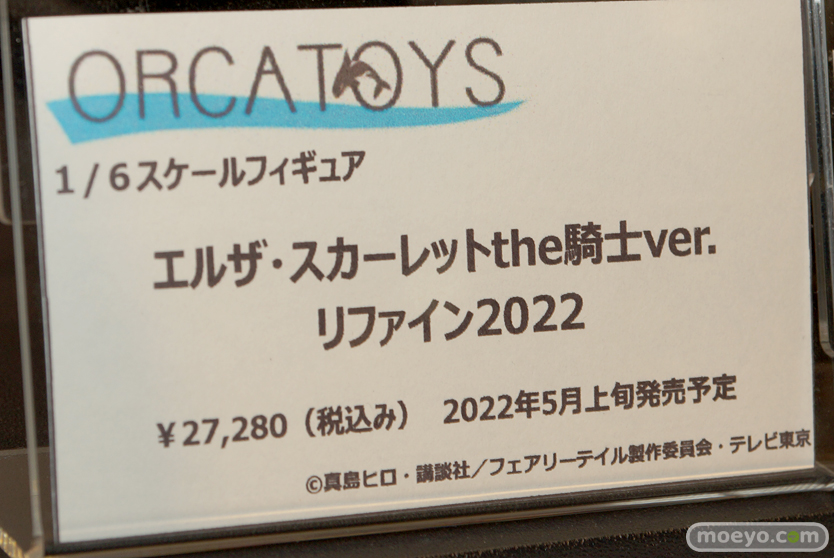 ORCATOYS
1/6スケールフィギュア
エルザ・スカーレットthe騎士ver.
リファイン2022
¥27,280（税込み） 2022年5月上旬発売予定
©真島ヒロ・講談社／フェアリーテイル製作委員会・テレビ東京
moeyo.com